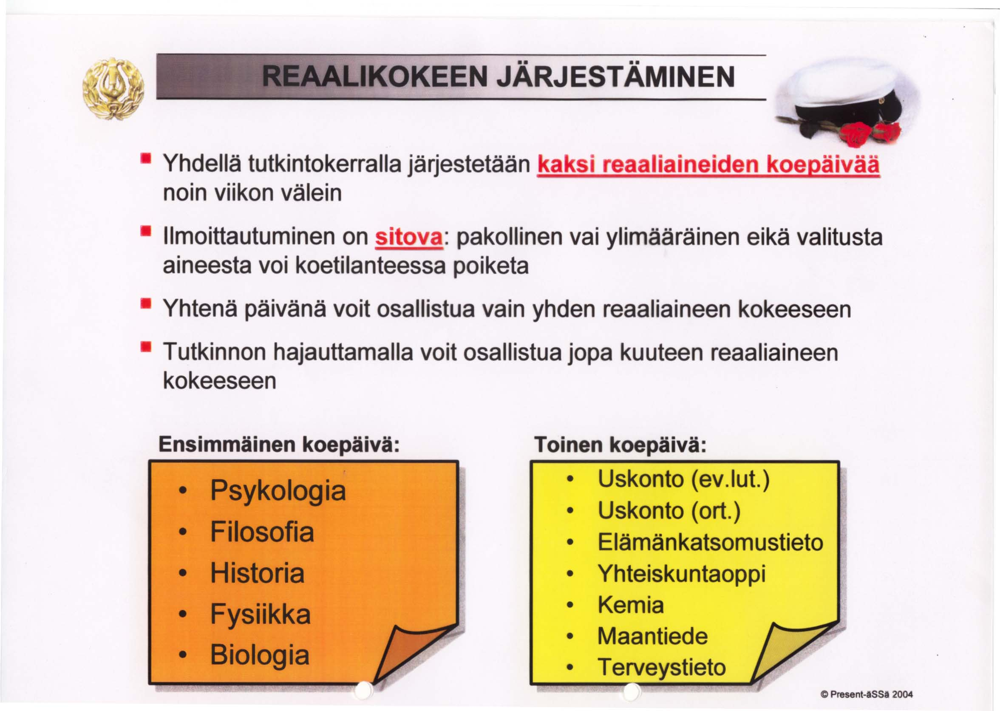 REAALIKOKEEN JÄRJESTÄMINEN
▪ Yhdellä tutkintokerralla järjestetään kaksi reaaliaineiden koepäivää
noin viikon välein
▪ Ilmoittautuminen on sitova: pakollinen vai ylimääräinen eikä valitusta
aineesta voi koetilanteessa poiketa
▪ Yhtenä päivänä voit osallistua vain yhden reaaliaineen kokeeseen
▪ Tutkinnon hajauttamalla voit osallistua jopa kuuteen reaaliaineen
kokeeseen
Ensimmäinen koepäivä:
• Psykologia
• Filosofia
• Historia
• Fysiikka
• Biologia
Toinen koepäivä:
• Uskonto (ev.lut.)
• Uskonto (ort.)
• Elämänkatsomustieto
• Yhteiskuntaoppi
• Kemia
• Maantiede
• Terveystieto
© Present-äSSä 2004